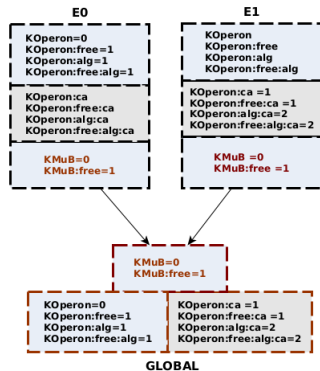 E0
KOperon=0
KOperon:free=1
KOperon:alg=1
KOperon:free:alg=1
KOperon:ca
KOperon:free:ca
KOperon:alg:ca
KOperon:free:alg:ca
KMuB=0
KMuB:free=1
E1
KOperon
KOperon:free
KOperon:alg
KOperon:free:alg
KOperon:ca =1
KOperon:free:ca =1
KOperon:alg:ca=2
KOperon:free:alg:ca=2
KMuB =0
KMuB:free =1
KMuB=0
KMuB:free=1
KOperon=0
KOperon:free=1
KOperon:alg=1
KOperon:free:alg=1
KOperon:ca =1
KOperon:free:ca =1
KOperon:alg:ca=2
KOperon:free:alg:ca=2
GLOBAL